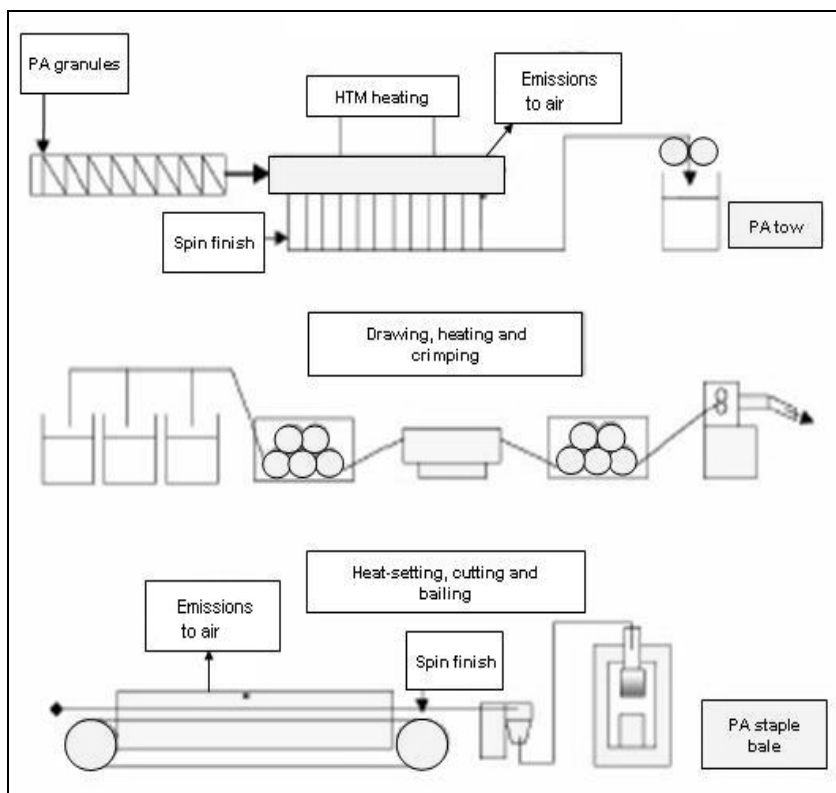 PA granules
HTM heating
Emissions
to air
Spin finish
PA tow
Drawing, heating and
crimping
Heat-setting, cutting and
bailing
Emissions
to air
Spin finish
PA staple
bale